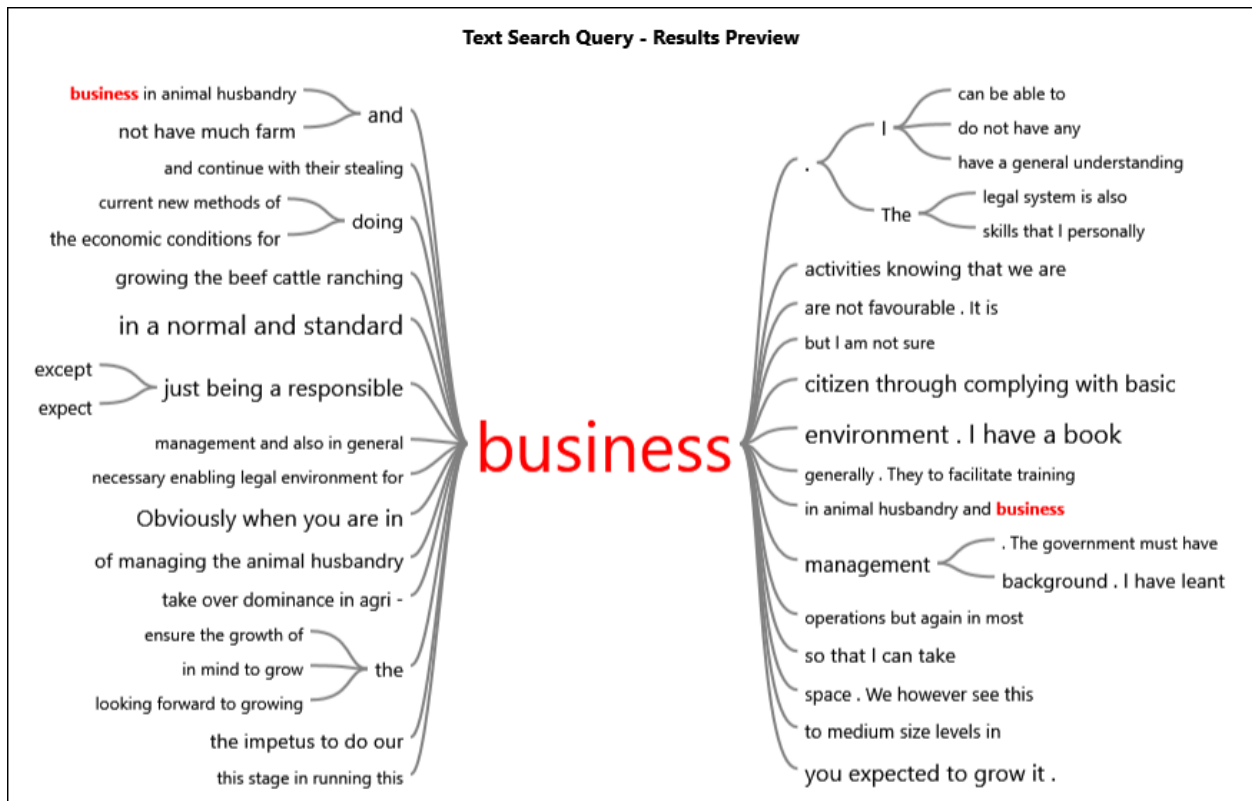 Text Search Query - Results Preview
business in animal husbandry
not have much farm
and
and continue with their stealing
current new methods of
the economic conditions for
doing
growing the beef cattle ranching
in a normal and standard
except
expect
just being a responsible
management and also in general
necessary enabling legal environment for
Obviously when you are in
of managing the animal husbandry
take over dominance in agri -
ensure the growth of
in mind to grow
looking forward to growing
the
the impetus to do our
this stage in running this
business
.
I
can be able to
do not have any
have a general understanding
The
legal system is also
skills that I personally
activities knowing that we are
are not favourable . It is
but I am not sure
citizen through complying with basic
environment . I have a book
generally . They to facilitate training
in animal husbandry and business
management
. The government must have
background . I have leant
operations but again in most
so that I can take
space . We however see this
to medium size levels in
you expected to grow it .